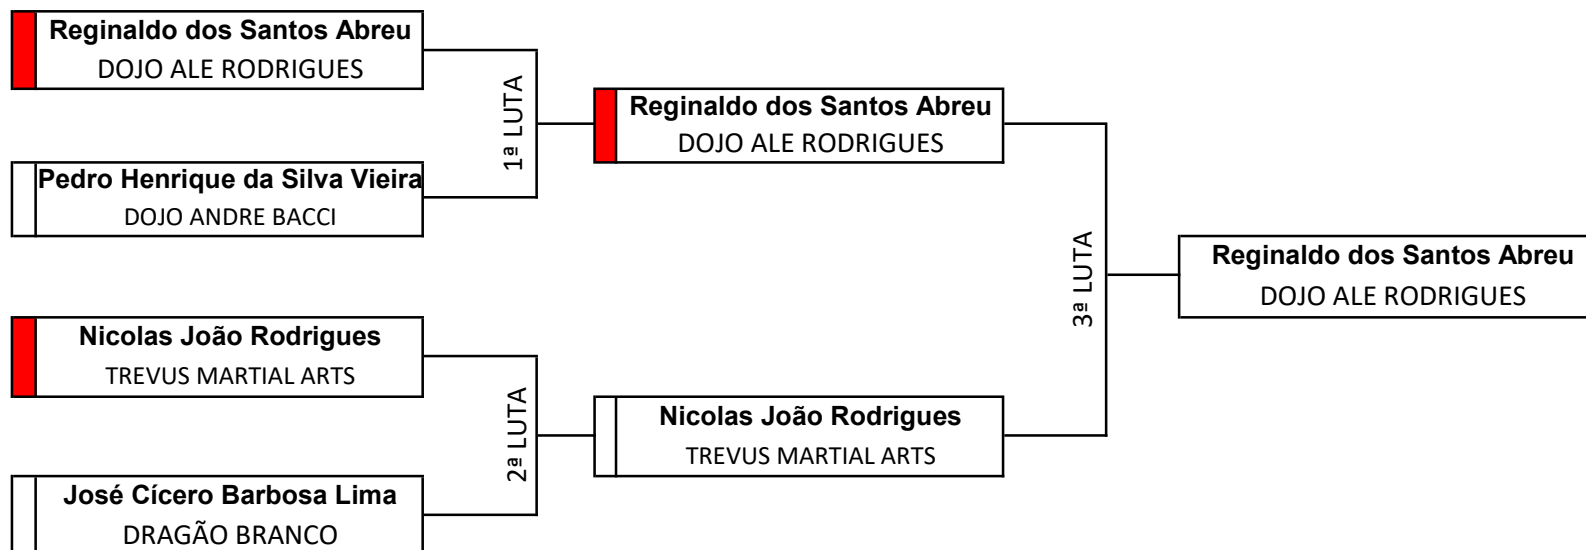 Reginaldo dos Santos Abreu
DOJO ALE RODRIGUES
Pedro Henrique da Silva Vieira
DOJO ANDRE BACCI
1ª LUTA
Nicolas João Rodrigues
TREVUS MARTIAL ARTS
José Cícero Barbosa Lima
DRAGÃO BRANCO
2ª LUTA
Reginaldo dos Santos Abreu
DOJO ALE RODRIGUES
Nicolas João Rodrigues
TREVUS MARTIAL ARTS
3ª LUTA
Reginaldo dos Santos Abreu
DOJO ALE RODRIGUES